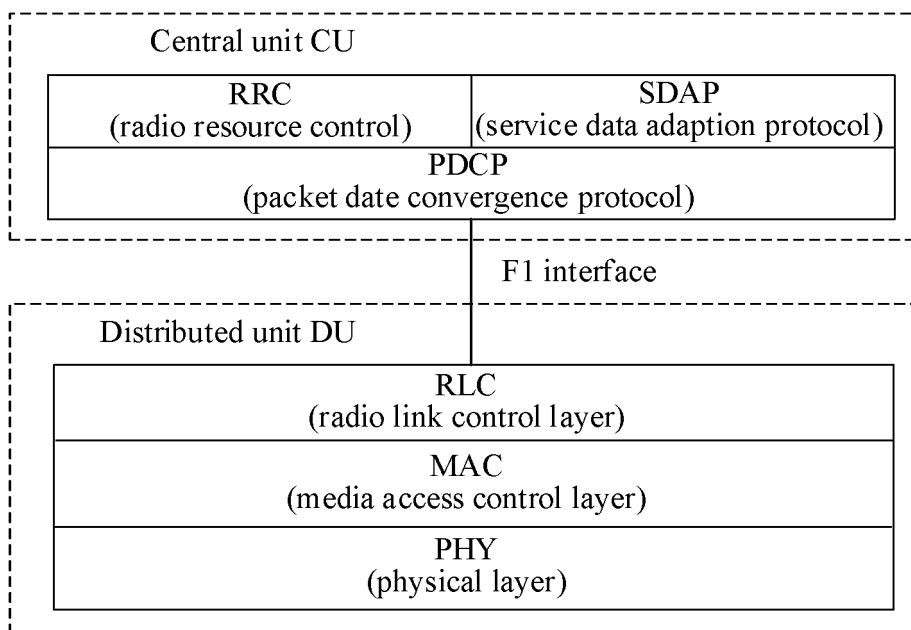 Central unit CU
RRC
(radio resource control)
SDAP
(service data adaption protocol)
PDCP
(packet date convergence protocol)
F1 interface
Distributed unit DU
RLC
(radio link control layer)
MAC
(media access control layer)
PHY
(physical layer)